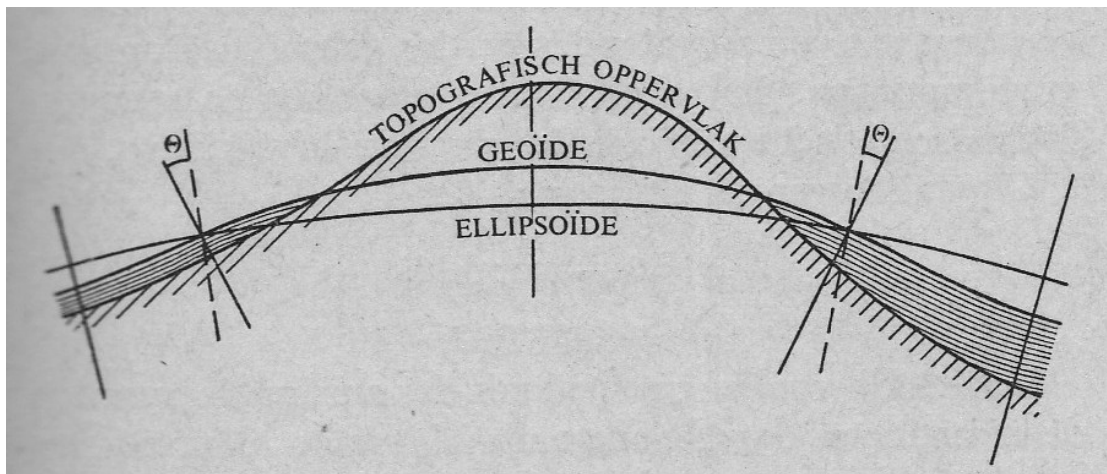 TOPOGRAFISCH OPPERVLAK
Θ
Θ
GEOÏDE
ELLIPSOÏDE